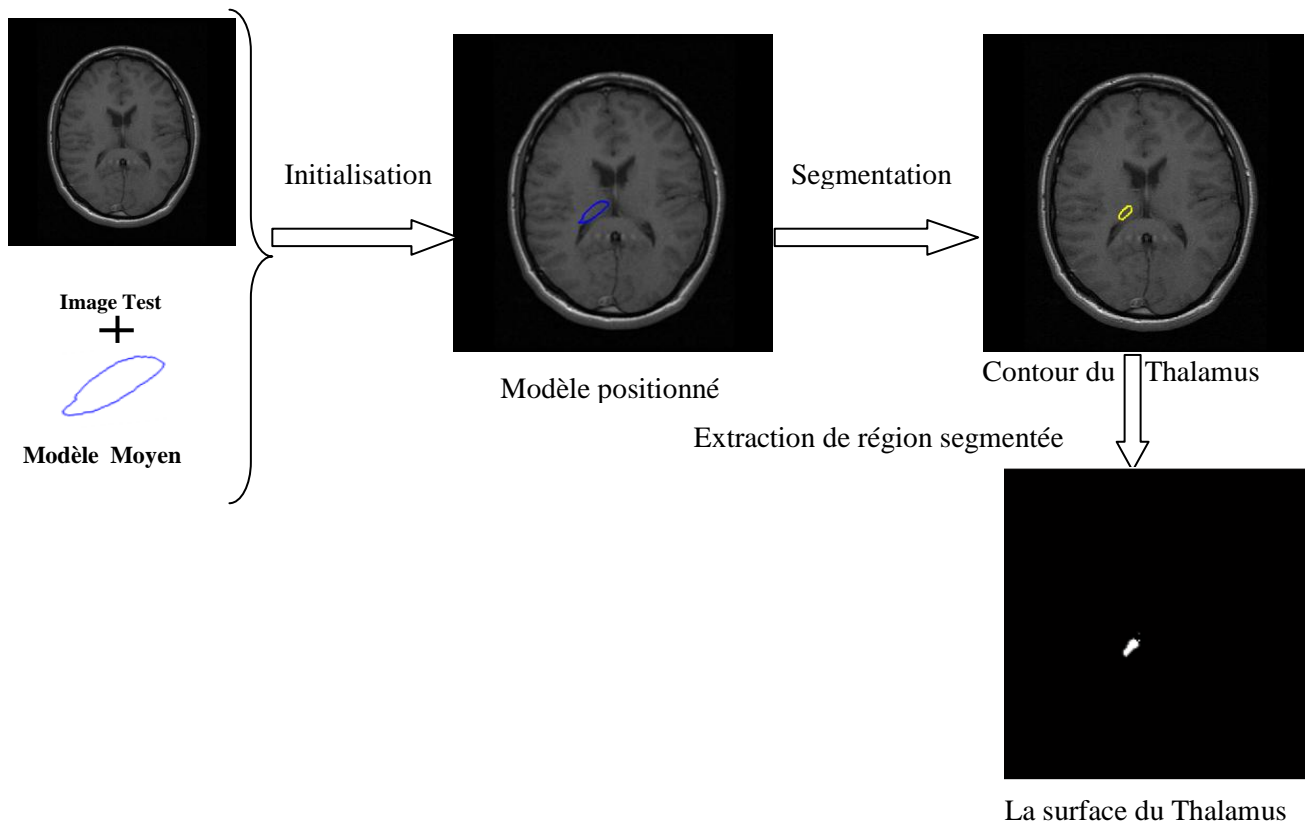 Initialisation
Segmentation
Image Test
+
Modèle Moyen
Modèle positionné
Contour du Thalamus
Extraction de région segmentée
La surface du Thalamus